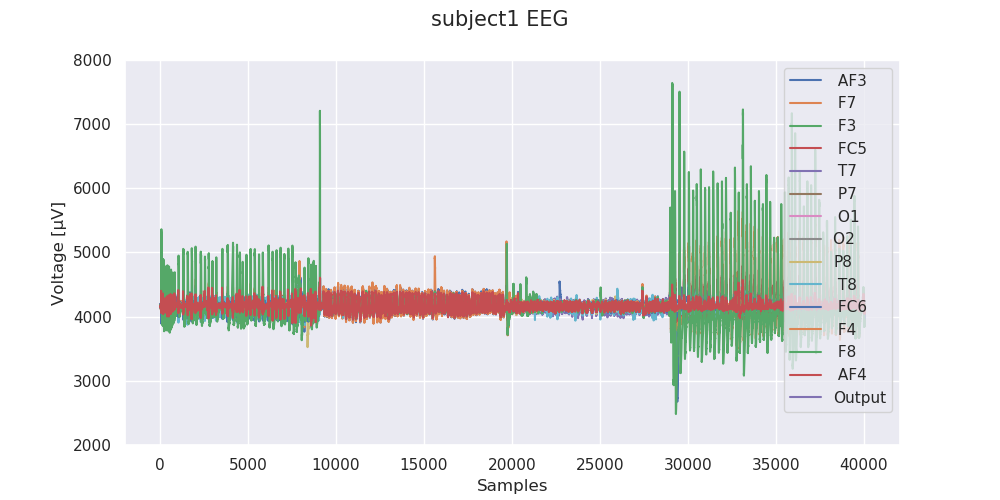 subject1 EEG
8000
7000
6000
5000
4000
3000
2000
Voltage [µV]
0 5000 10000 15000 20000 25000 30000 35000 40000
Samples
AF3
F7
F3
FC5
T7
P7
O1
O2
P8
T8
FC6
F4
F8
AF4
Output